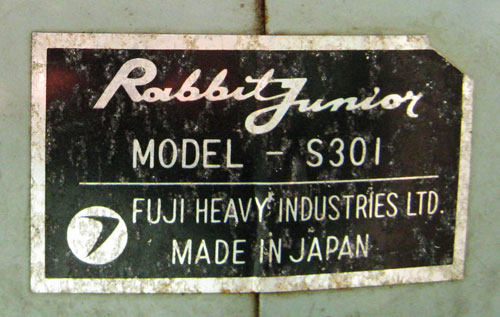 Rabbit Junior
MODEL - S301
FUJI HEAVY INDUSTRIES LTD.
MADE IN JAPAN